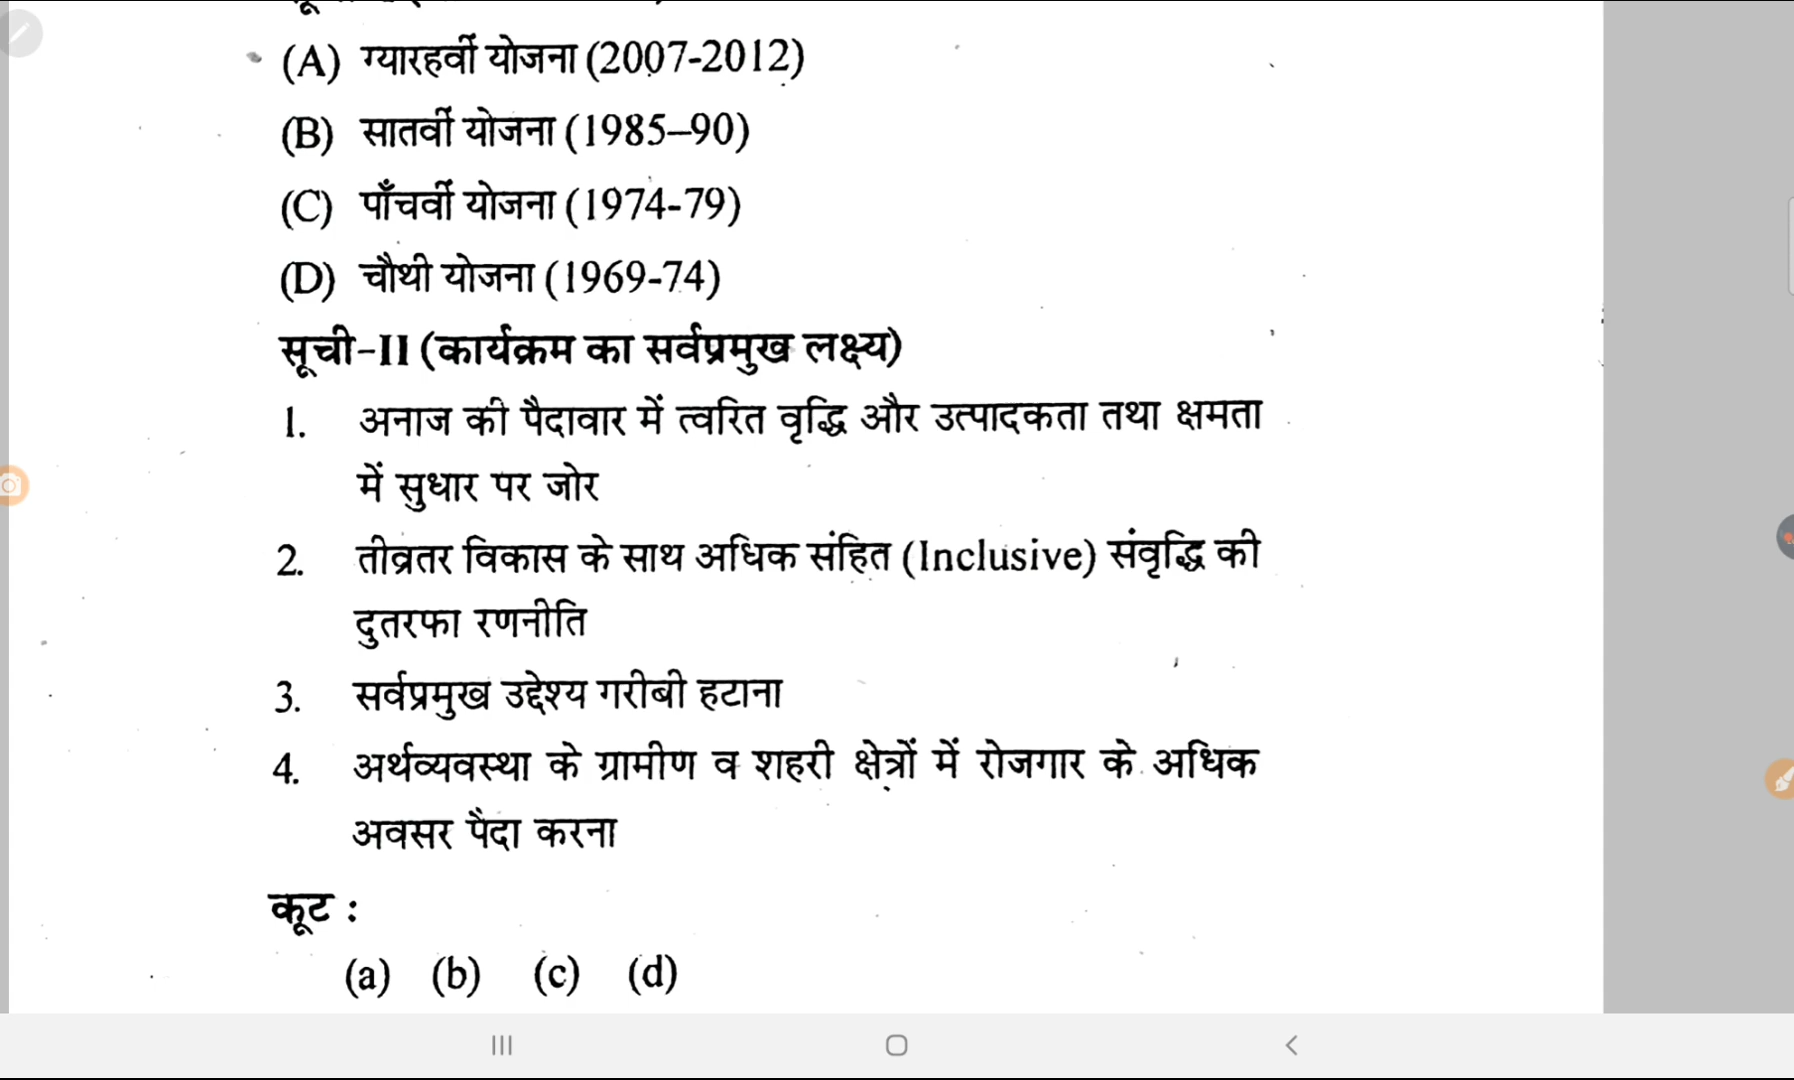 (A) ग्यारहवीं योजना (2007-2012)
(B) सातवीं योजना (1985–90)
(C) पाँचवीं योजना (1974-79)
(D) चौथी योजना (1969-74)
सूची-II (कार्यक्रम का सर्वप्रमुख लक्ष्य)
1. अनाज की पैदावार में त्वरित वृद्धि और उत्पादकता तथा क्षमता
में सुधार पर जोर
2. तीव्रतर विकास के साथ अधिक संहित (Inclusive) संवृद्धि की
दुतरफा रणनीति
3. सर्वप्रमुख उद्देश्य गरीबी हटाना
4. अर्थव्यवस्था के ग्रामीण व शहरी क्षेत्रों में रोजगार के अधिक
अवसर पैदा करना
कूट :
(a) (b) (c) (d)